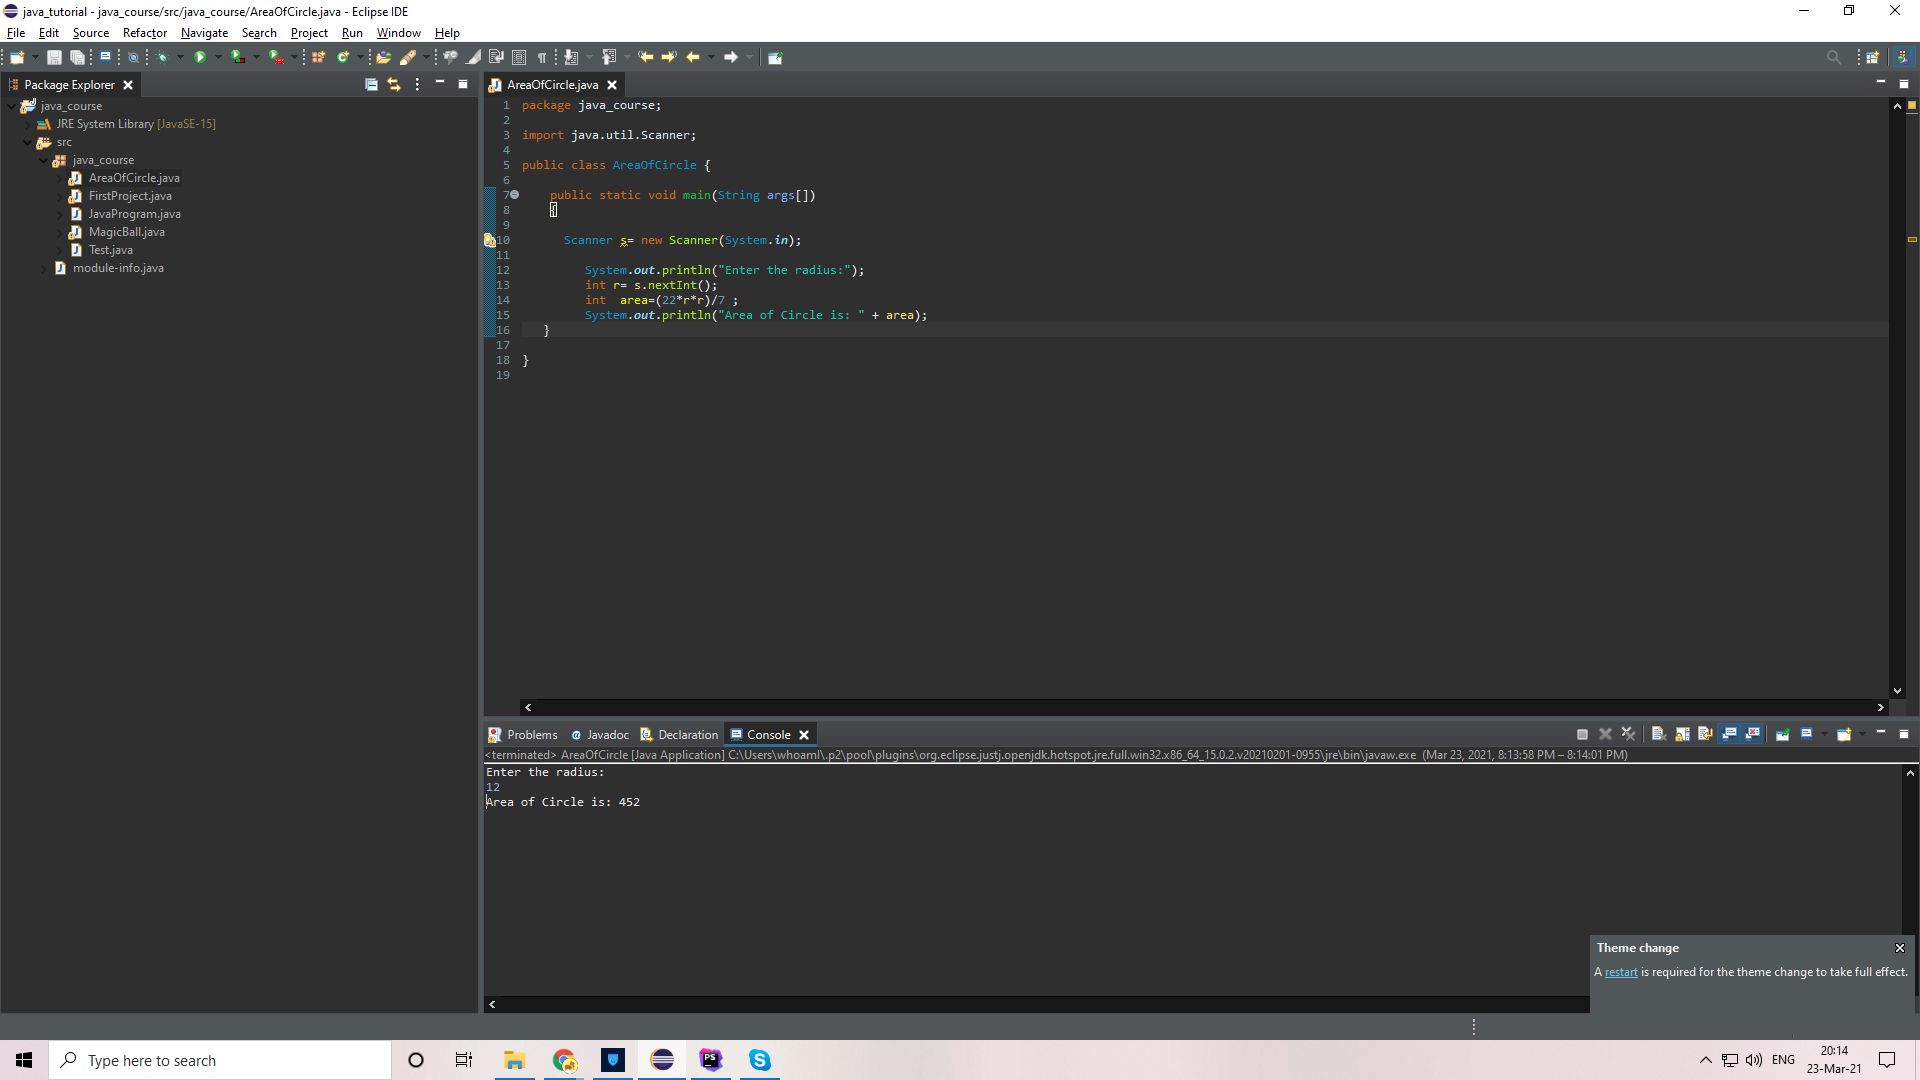 java_tutorial - java_course/src/java_course/AreaOfCircle.java - Eclipse IDE
File Edit Source Refactor Navigate Search Project Run Window Help
Package Explorer
java_course
JRE System Library [JavaSE-15]
src
java_course
AreaOfCircle.java
FirstProject.java
JavaProgram.java
MagicBall.java
Test.java
module-info.java
AreaOfCircle.java
1 package java_course;
2
3 import java.util.Scanner;
4
5 public class AreaOfCircle {
6
7 public static void main(String args[])
8 {
9
10 Scanner s= new Scanner(System.in);
11
12 System.out.println("Enter the radius:");
13 int r= s.nextInt();
14 int  area=(22*r*r)/7 ;
15 System.out.println("Area of Circle is: " + area);
16 }
17
18 }
19
Problems Javadoc Declaration Console
<terminated> AreaOfCircle [Java Application] C:\Users\whoamI\.p2\pool\plugins\org.eclipse.justj.openjdk.hotspot.jre.full.win32.x86_64_15.0.2.v20210201-0955\jre\bin\javaw.exe (Mar 23, 2021, 8:13:58 PM – 8:14:01 PM)
Enter the radius:
12
Area of Circle is: 452
Theme change
A restart is required for the theme change to take full effect.
Type here to search
PS
ENG
20:14
23-Mar-21